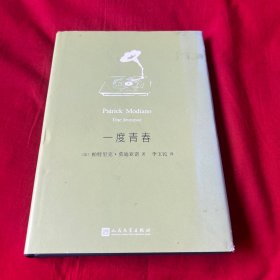 Patrick Modiano
Une Jeunesse
一度青春
[法] 帕特里克·莫迪亚诺 著 李玉民 译
人民文学出版社